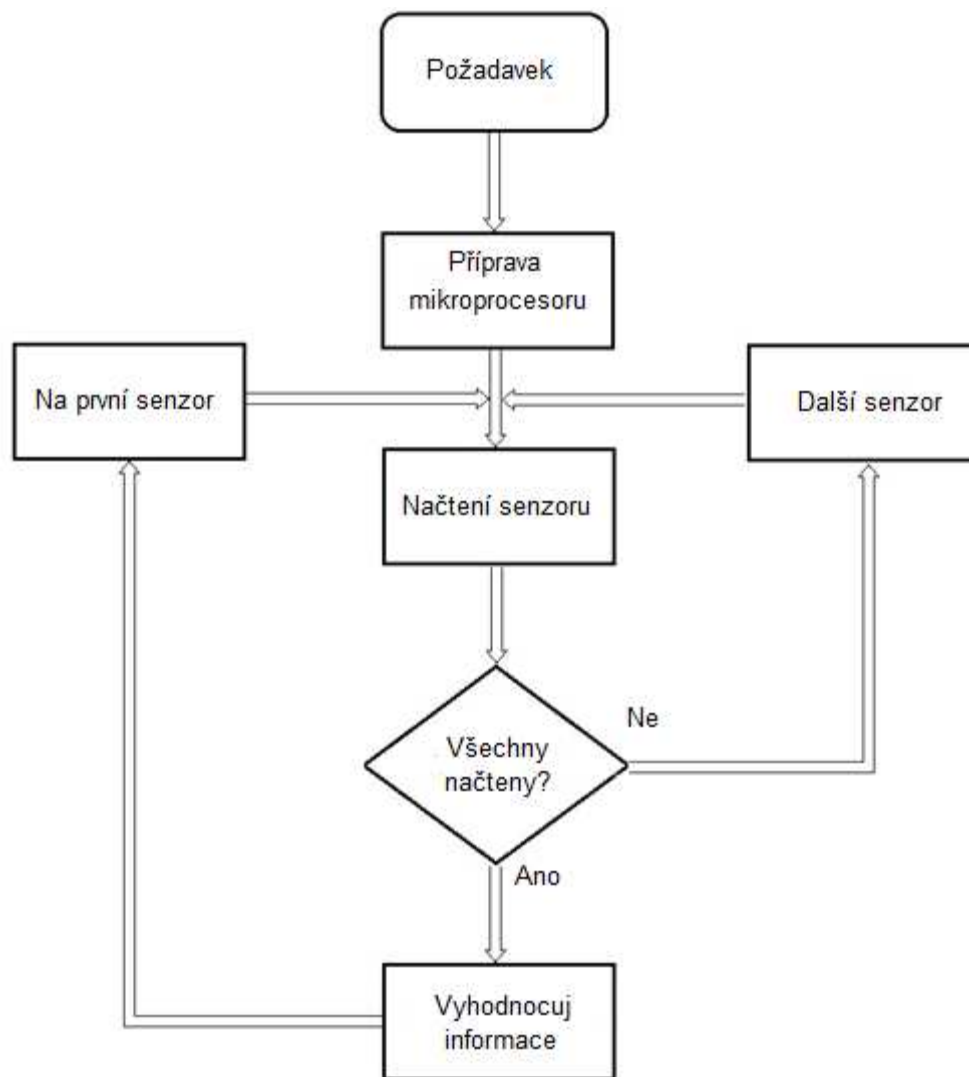 Požadavek
Příprava
mikroprocesoru
Na první senzor
Další senzor
Načtení senzoru
Ne
Všechny
načteny?
Ano
Vyhodnocuj
informace